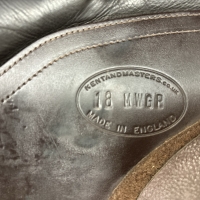 KENTANDMASTERS.co.uk
18 MWGP
MADE IN ENGLAND